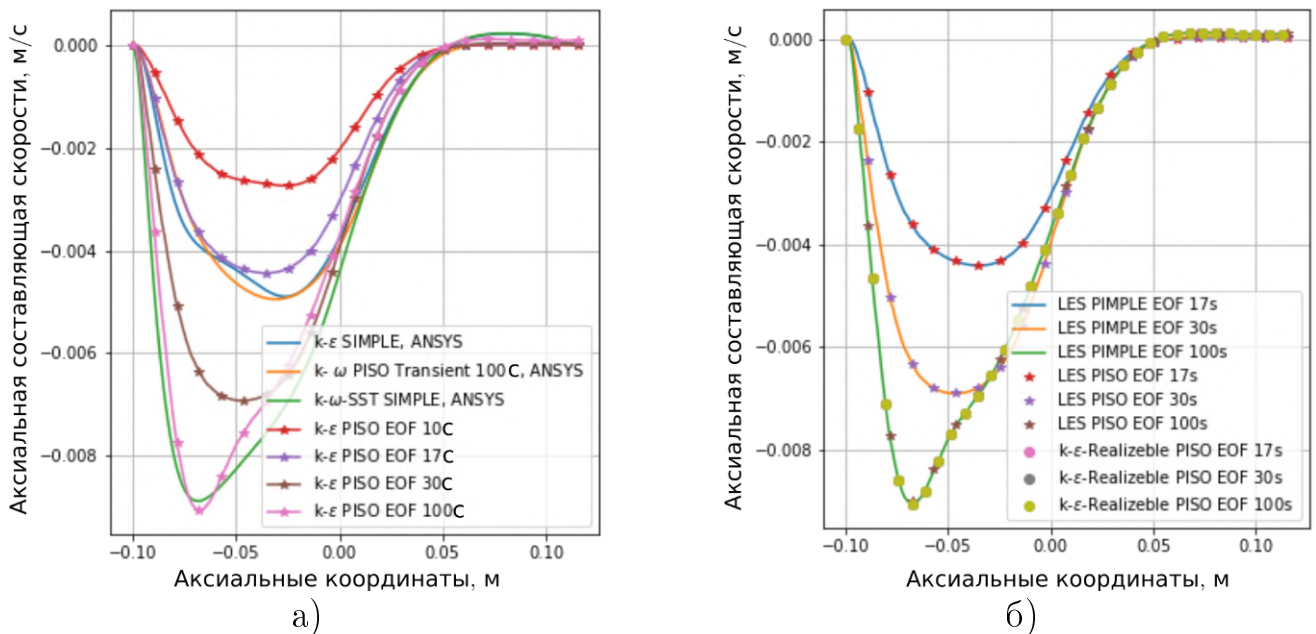 Аксиальная составляющая скорости, м/с
0.000
−0.002
−0.004
−0.006
−0.008
−0.10
−0.05
0.00
0.05
0.10
k-ε SIMPLE, ANSYS
k- ω PISO Transient 100C, ANSYS
k-ω-SST SIMPLE, ANSYS
k-ε PISO EOF 10C
k-ε PISO EOF 17C
k-ε PISO EOF 30C
k-ε PISO EOF 100C
Аксиальные координаты, м
а)
Аксиальная составляющая скорости, м/с
0.000
−0.002
−0.004
−0.006
−0.008
−0.10
−0.05
0.00
0.05
0.10
LES PIMPLE EOF 17s
LES PIMPLE EOF 30s
LES PIMPLE EOF 100s
LES PISO EOF 17s
LES PISO EOF 30s
LES PISO EOF 100s
k-ε-Realizeble PISO EOF 17s
k-ε-Realizeble PISO EOF 30s
k-ε-Realizeble PISO EOF 100s
Аксиальные координаты, м
б)